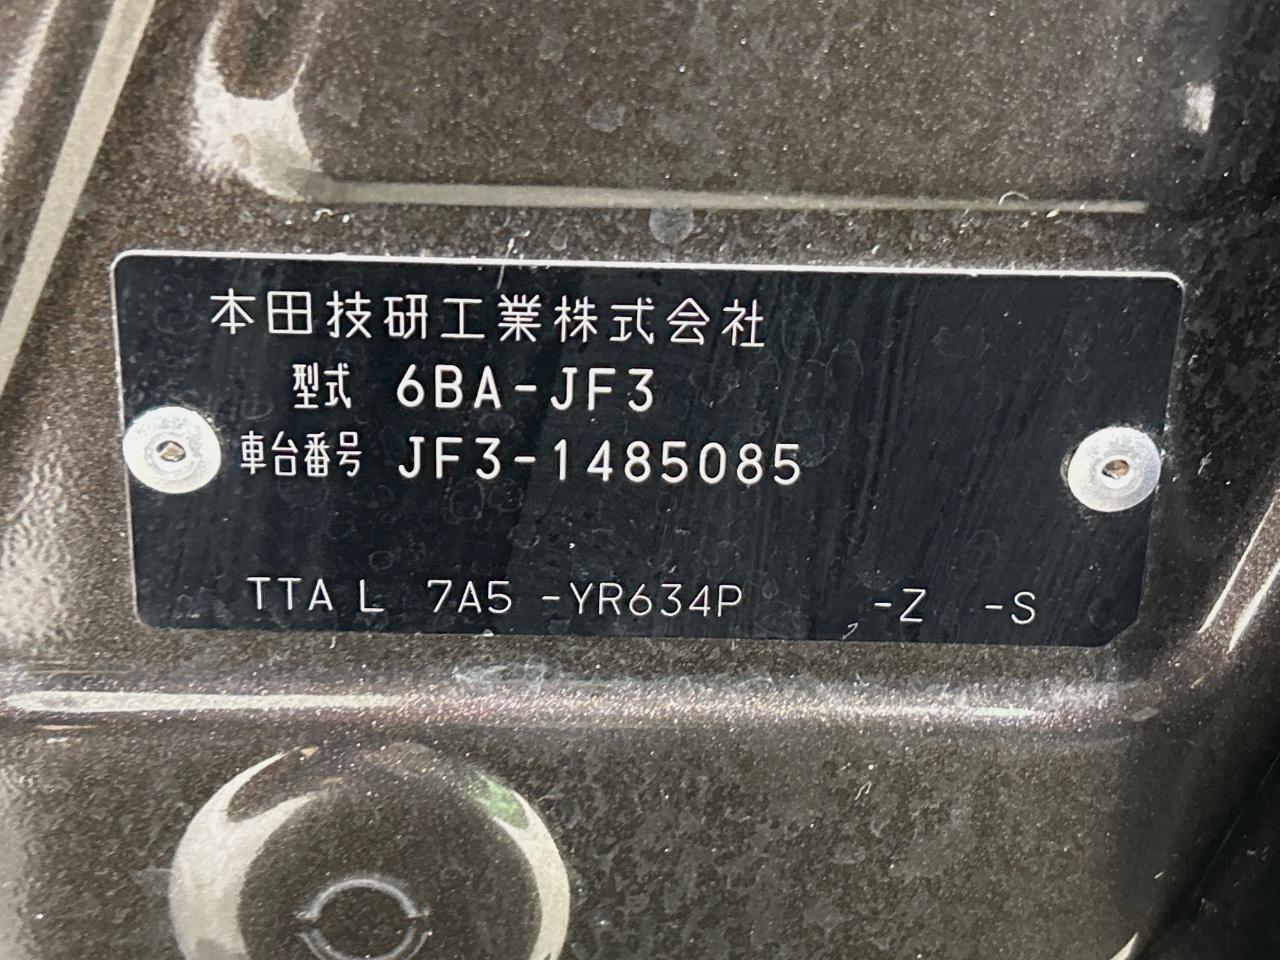 本田技研工業株式会社
型式 6BA-JF3
車台番号 JF3-1485085
TTA L 7A5 -YR634P -Z -S